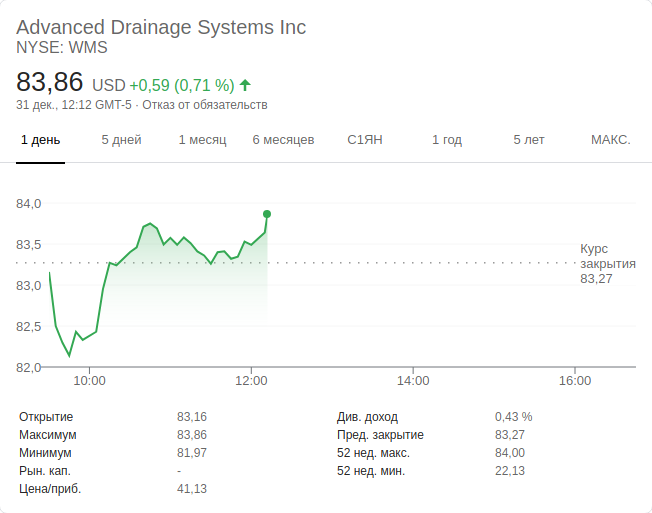 Advanced Drainage Systems Inc
NYSE: WMS
83,86 USD +0,59 (0,71 %)
31 дек., 12:12 GMT-5 · Отказ от обязательств
1 день 5 дней 1 месяц 6 месяцев С1ЯН 1 год 5 лет МАКС.
84,0
83,5
Курс
закрытия
83,27
83,0
82,5
82,0
10:00 12:00 14:00 16:00
Открытие 83,16 Див. доход 0,43 %
Максимум 83,86 Пред. закрытие 83,27
Минимум 81,97 52 нед. макс. 84,00
Рын. кап. - 52 нед. мин. 22,13
Цена/приб. 41,13